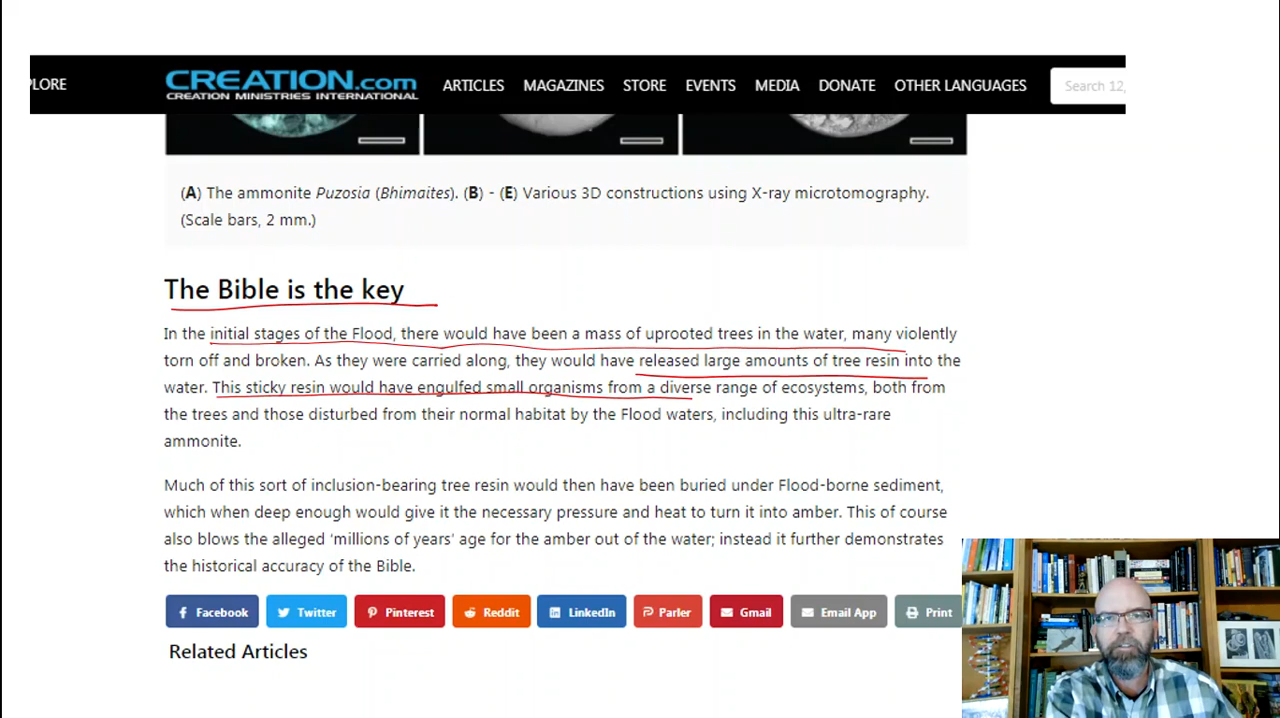 PLORE
CREATION.com
CREATION MINISTRIES INTERNATIONAL
ARTICLES MAGAZINES STORE EVENTS MEDIA DONATE OTHER LANGUAGES
Search 12,
(A) The ammonite Puzosia (Bhimaites). (B) - (E) Various 3D constructions using X-ray microtomography.
(Scale bars, 2 mm.)
The Bible is the key
In the initial stages of the Flood, there would have been a mass of uprooted trees in the water, many violently
torn off and broken. As they were carried along, they would have released large amounts of tree resin into the
water. This sticky resin would have engulfed small organisms from a diverse range of ecosystems, both from
the trees and those disturbed from their normal habitat by the Flood waters, including this ultra-rare
ammonite.
Much of this sort of inclusion-bearing tree resin would then have been buried under Flood-borne sediment,
which when deep enough would give it the necessary pressure and heat to turn it into amber. This of course
also blows the alleged ‘millions of years’ age for the amber out of the water; instead it further demonstrates
the historical accuracy of the Bible.
Facebook Twitter Pinterest Reddit LinkedIn Parler Gmail Email App Print
Related Articles